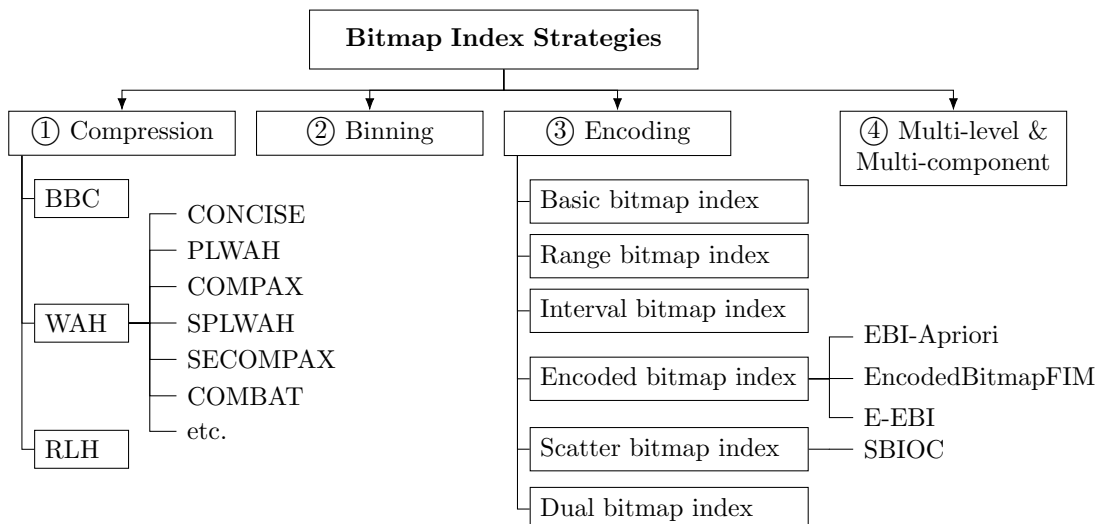 Bitmap Index Strategies
① Compression
② Binning
③ Encoding
④ Multi-level &
Multi-component
BBC
WAH
RLH
CONCISE
PLWAH
COMPAX
SPLWAH
SECOMPAX
COMBAT
etc.
Basic bitmap index
Range bitmap index
Interval bitmap index
Encoded bitmap index
Scatter bitmap index
Dual bitmap index
EBI-Apriori
EncodedBitmapFIM
E-EBI
SBIOC